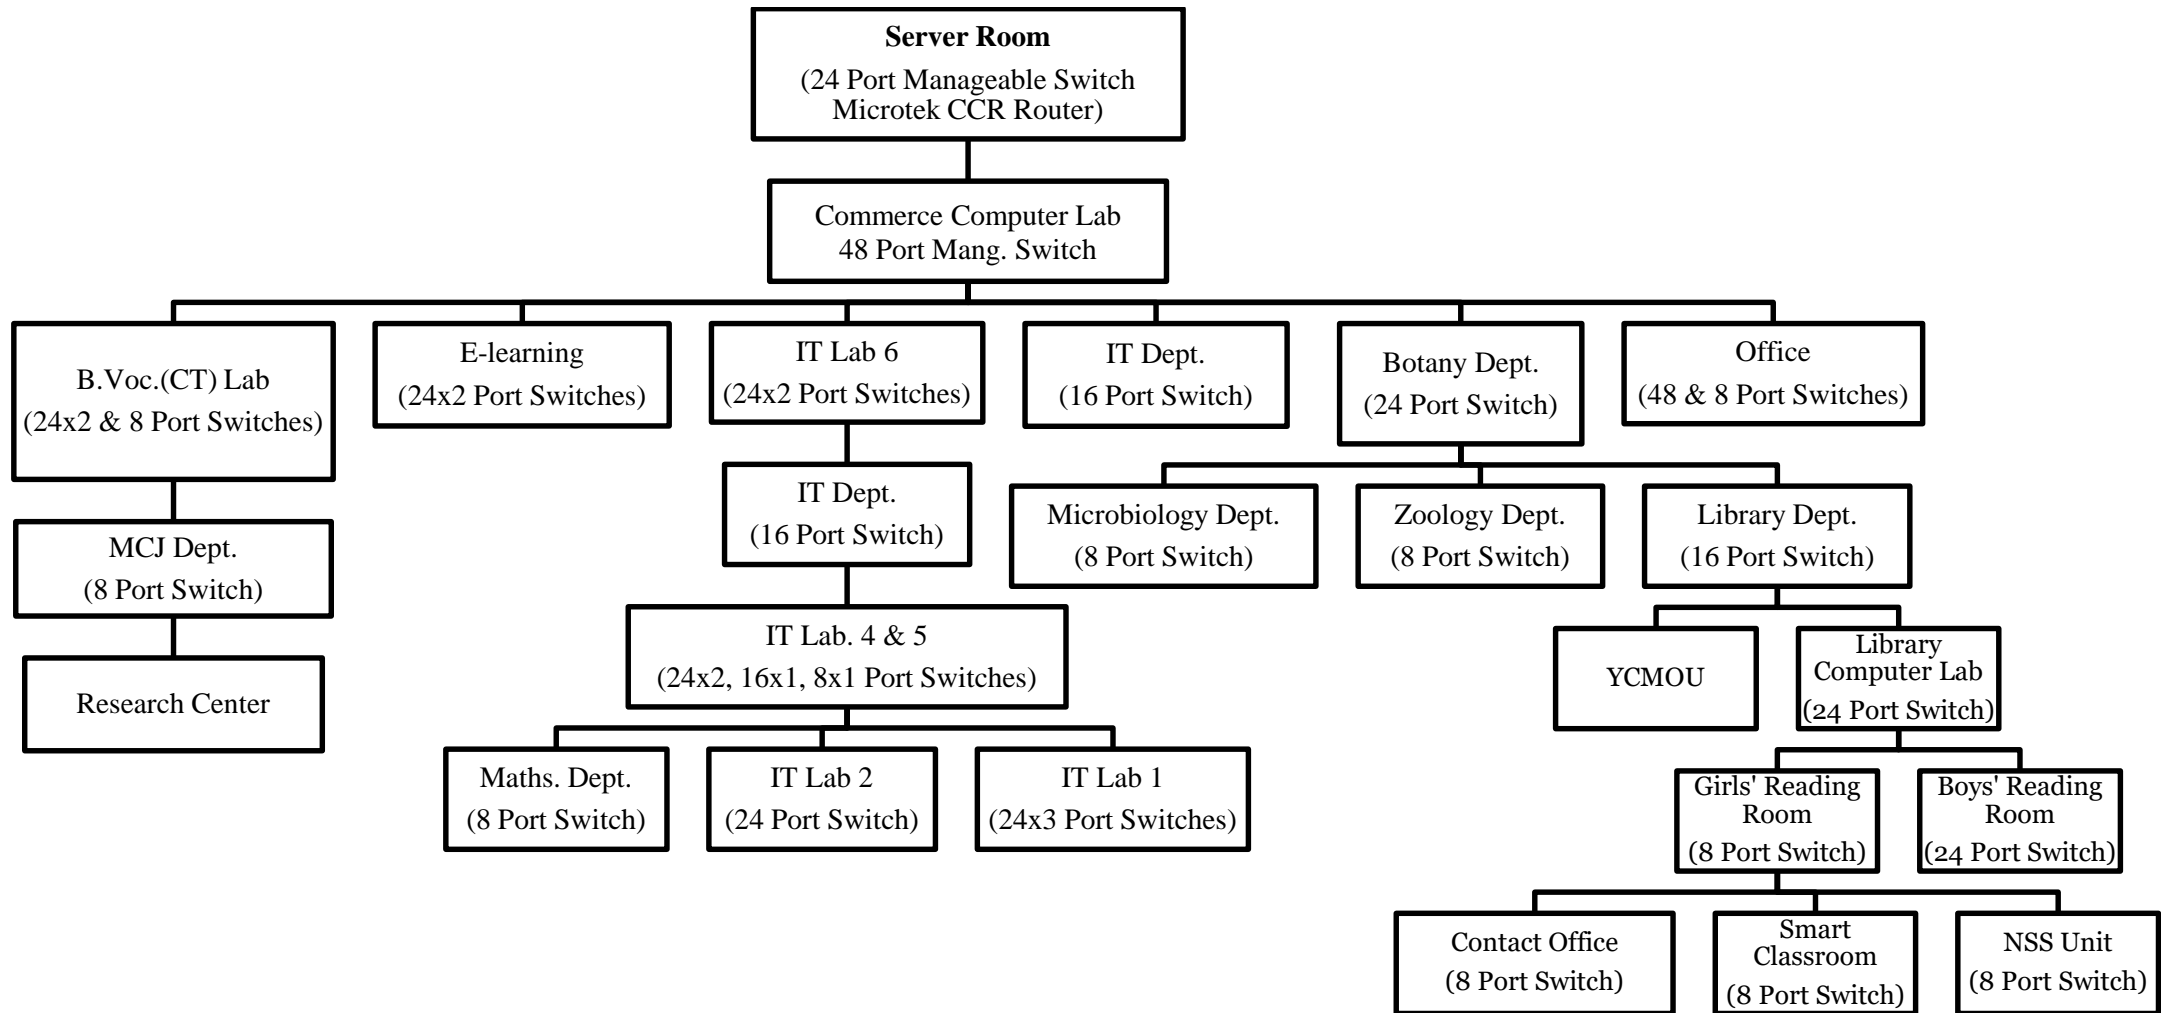 Server Room
(24 Port Manageable Switch
Microtek CCR Router)
Commerce Computer Lab
48 Port Mang. Switch
B.Voc.(CT) Lab
(24x2 & 8 Port Switches)
E-learning
(24x2 Port Switches)
IT Lab 6
(24x2 Port Switches)
IT Dept.
(16 Port Switch)
Botany Dept.
(24 Port Switch)
Office
(48 & 8 Port Switches)
MCJ Dept.
(8 Port Switch)
IT Dept.
(16 Port Switch)
Microbiology Dept.
(8 Port Switch)
Zoology Dept.
(8 Port Switch)
Library Dept.
(16 Port Switch)
Research Center
IT Lab. 4 & 5
(24x2, 16x1, 8x1 Port Switches)
YCMOU
Library
Computer Lab
(24 Port Switch)
Maths. Dept.
(8 Port Switch)
IT Lab 2
(24 Port Switch)
IT Lab 1
(24x3 Port Switches)
Girls' Reading
Room
(8 Port Switch)
Boys' Reading
Room
(24 Port Switch)
Contact Office
(8 Port Switch)
Smart
Classroom
(8 Port Switch)
NSS Unit
(8 Port Switch)